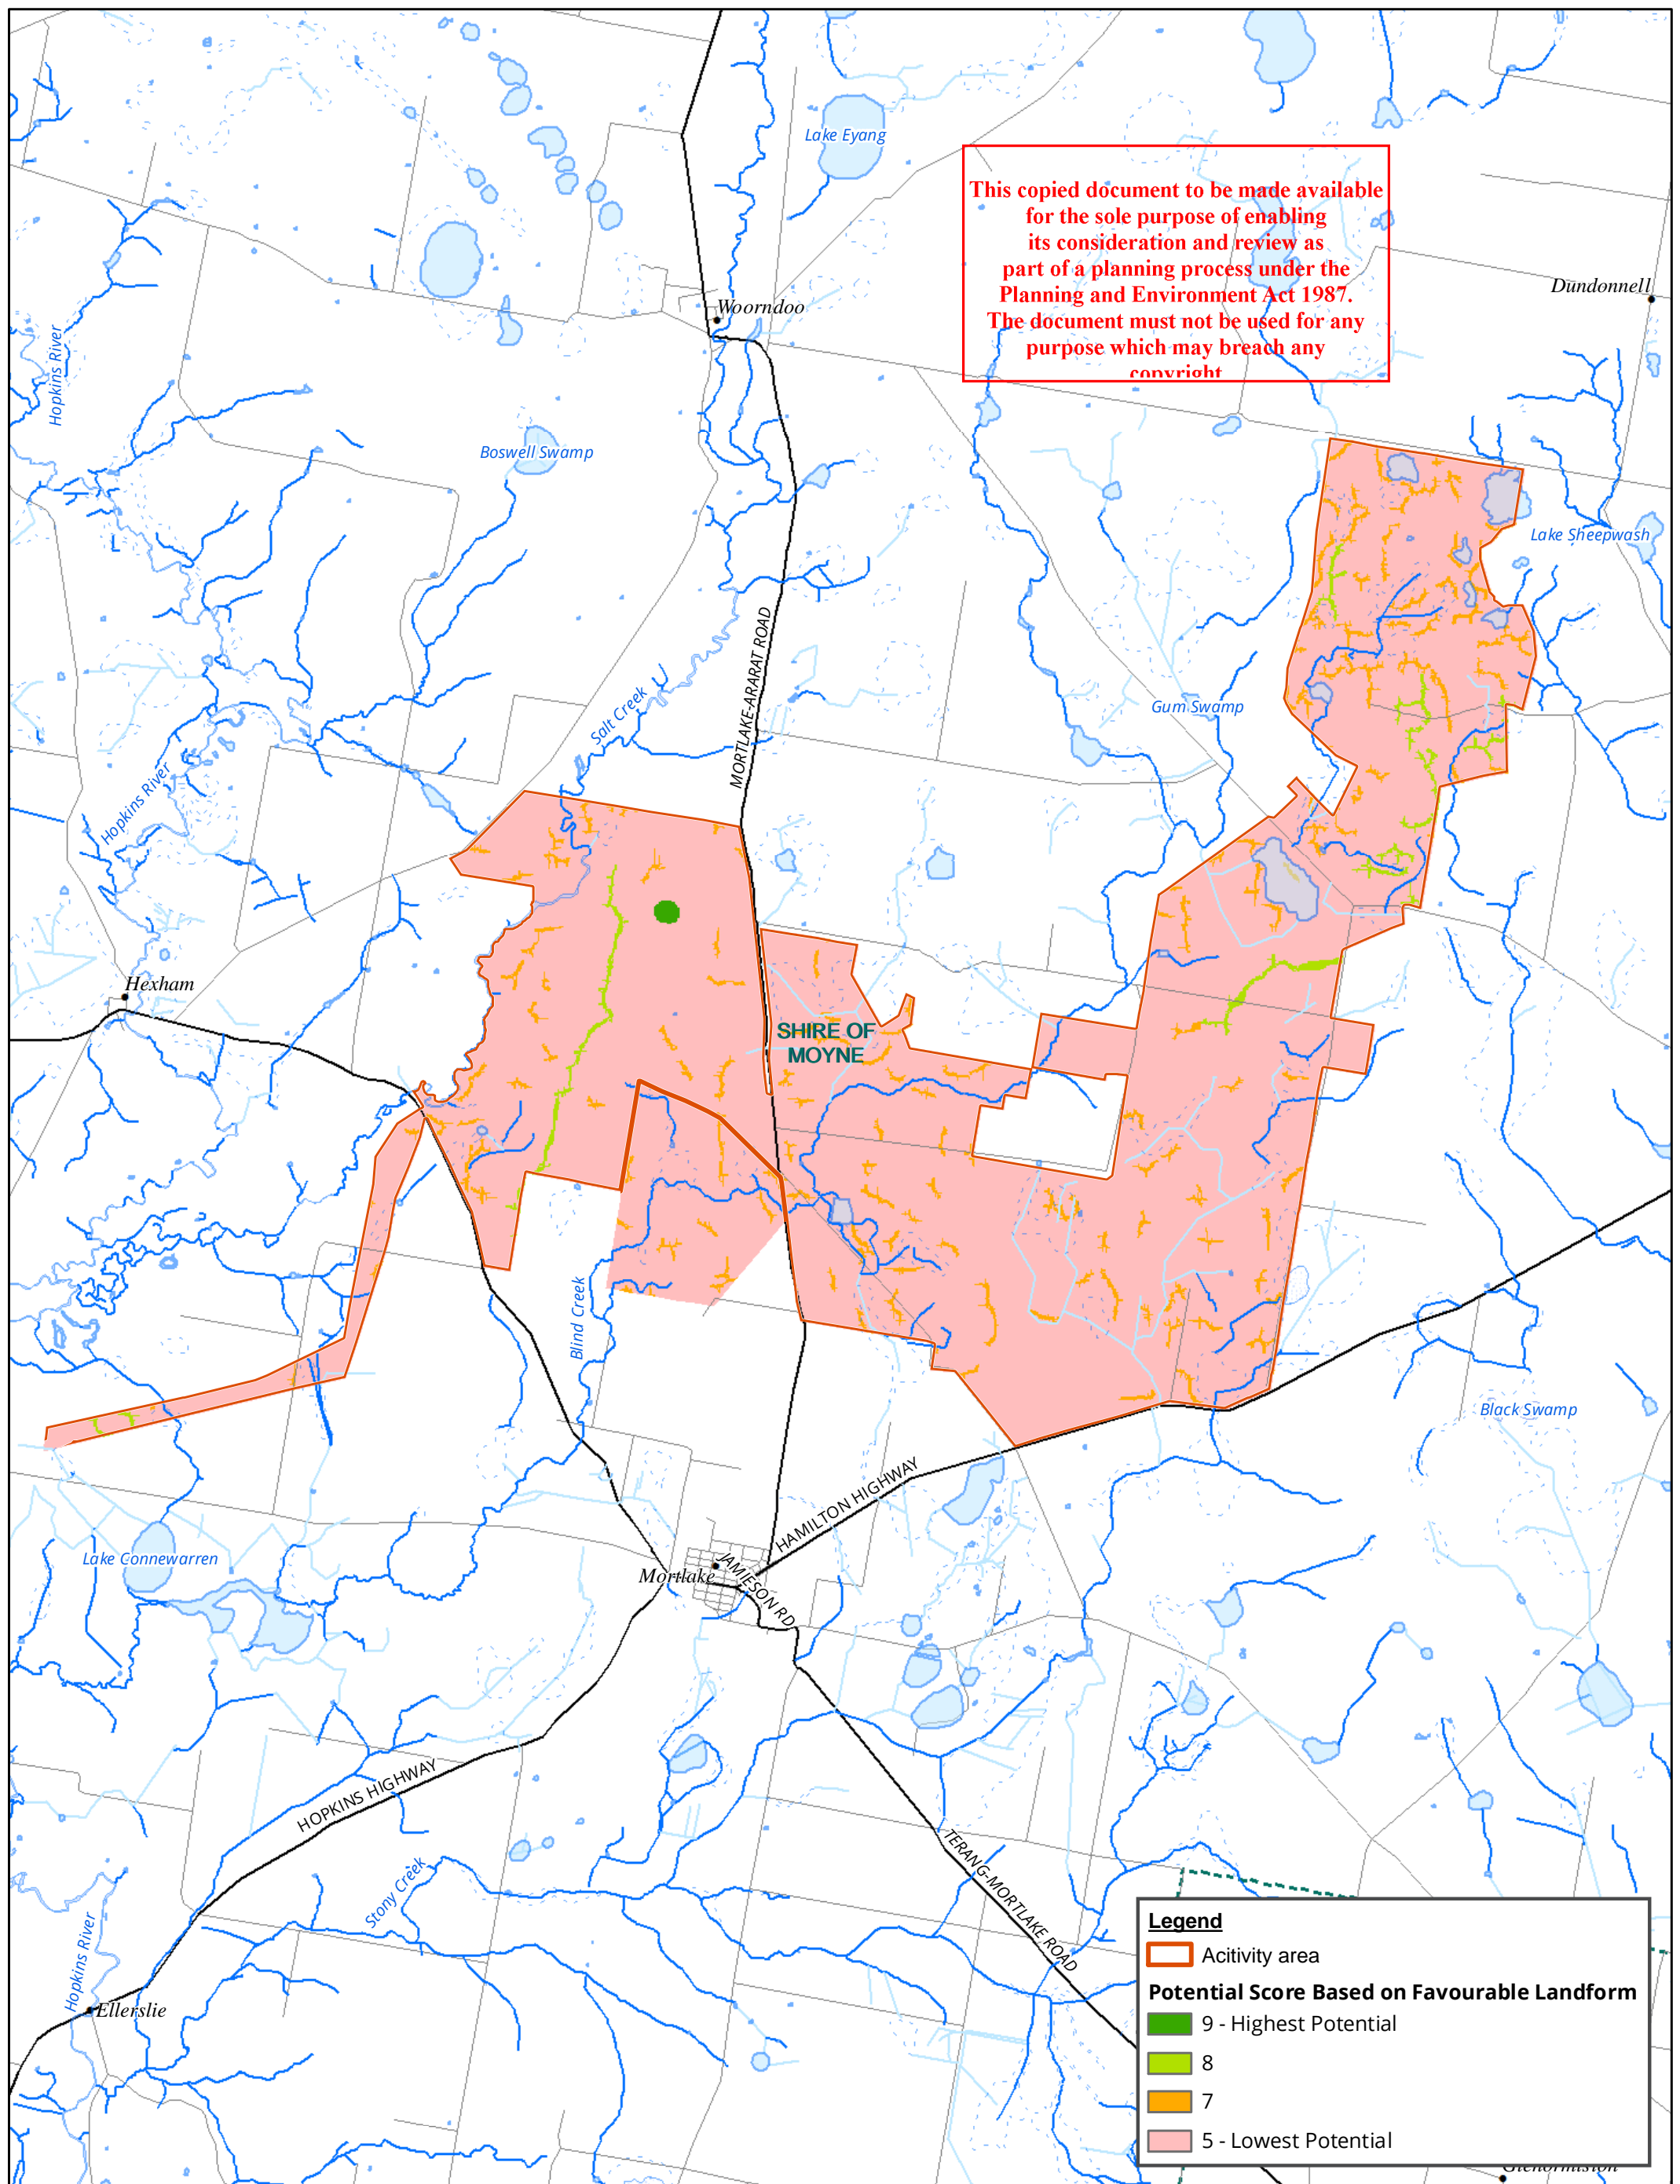 Lake Eyang
This copied document to be made available
for the sole purpose of enabling
its consideration and review as
part of a planning process under the
Planning and Environment Act 1987.
The document must not be used for any
purpose which may breach any
copyright
Dundonnell
Woorndoo
Hopkins River
Boswell Swamp
Lake Sheepwash
MORTLAKE-ARARAT ROAD
Salt Creek
Gum Swamp
Hopkins River
Hexham
SHIRE OF
MOYNE
Blind Creek
Black Swamp
HAMILTON HIGHWAY
Lake Connewarren
Mortlake
JAMIESON RD
HOPKINS HIGHWAY
Stony Creek
TERANG-MORTLAKE ROAD
Hopkins River
Ellerslie
Legend
Acitivity area
Potential Score Based on Favourable Landform
9 - Highest Potential
8
7
5 - Lowest Potential
Glenormiston